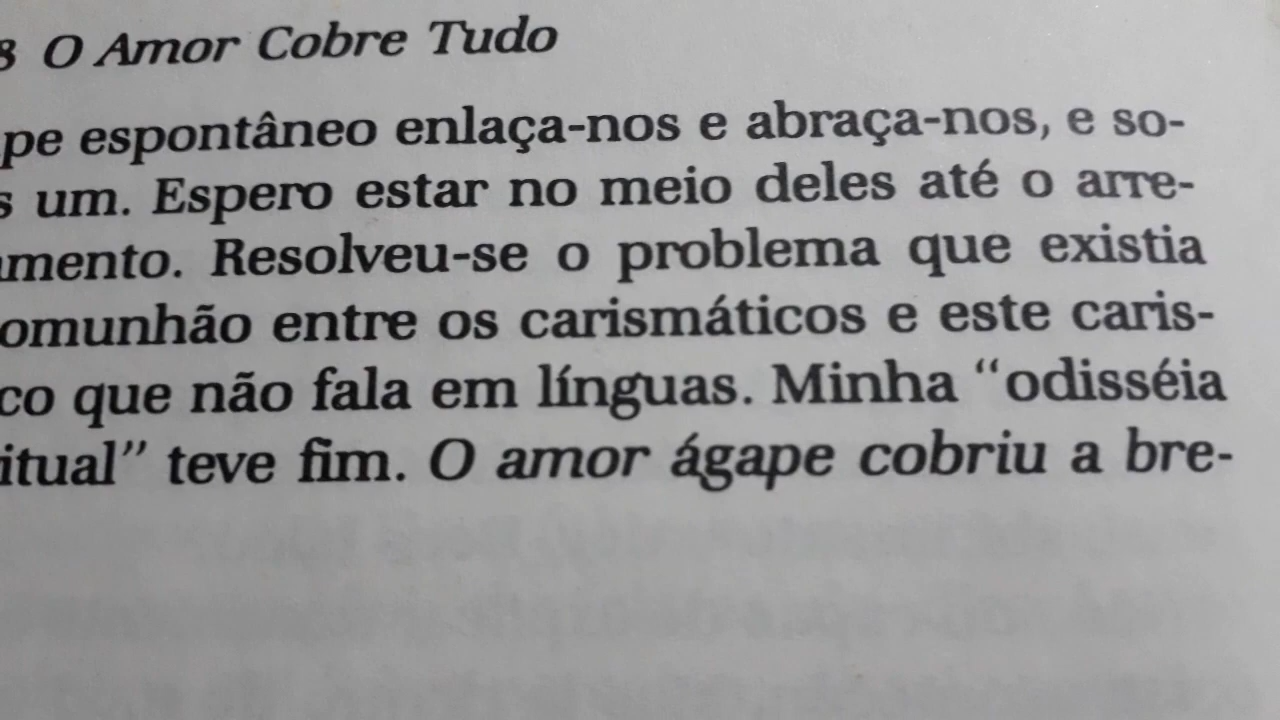 8 O Amor Cobre Tudo
pe espontâneo enlaça-nos e abraça-nos, e so-
s um. Espero estar no meio deles até o arre-
amento. Resolveu-se o problema que existia
omunhão entre os carismáticos e este caris-
co que não fala em línguas. Minha “odisséia
itual” teve fim. O amor ágape cobriu a bre-